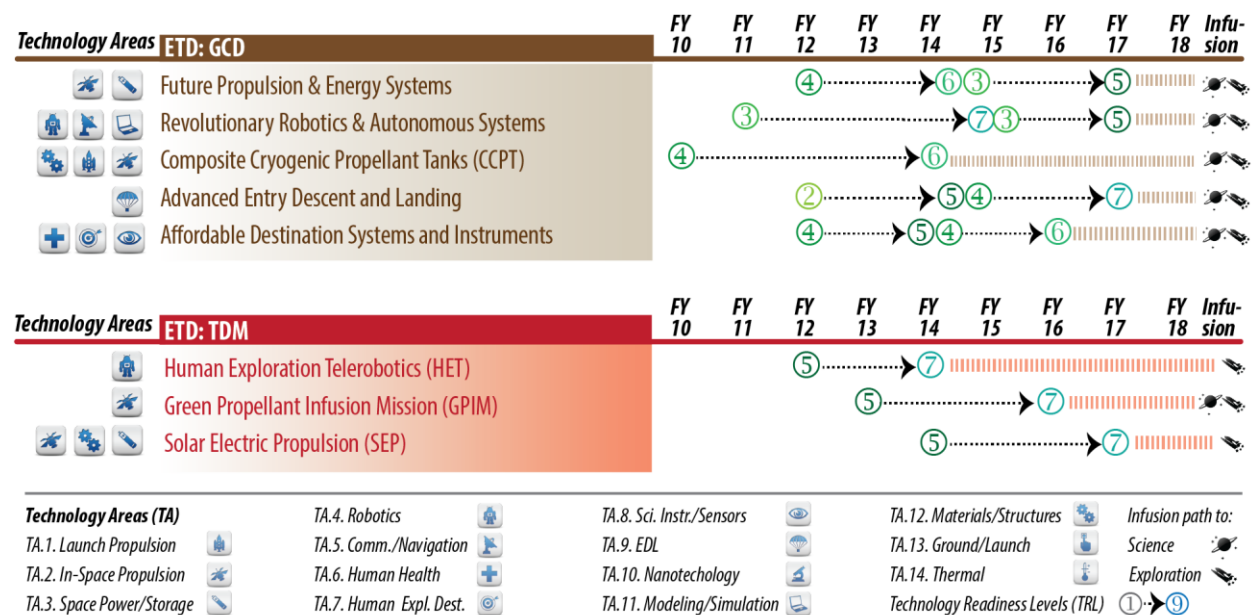 Technology Areas ETD: GCD FY 10 FY 11 FY 12 FY 13 FY 14 FY 15 FY 16 FY 17 FY 18 Infu-sion
Future Propulsion & Energy Systems 4 6 3 5
Revolutionary Robotics & Autonomous Systems 3 7 3 5
Composite Cryogenic Propellant Tanks (CCPT) 4 6
Advanced Entry Descent and Landing 2 5 4 7
Affordable Destination Systems and Instruments 4 5 4 6
Technology Areas ETD: TDM FY 10 FY 11 FY 12 FY 13 FY 14 FY 15 FY 16 FY 17 FY 18 Infu-sion
Human Exploration Telerobotics (HET) 5 7
Green Propellant Infusion Mission (GPIM) 5 7
Solar Electric Propulsion (SEP) 5 7
Technology Areas (TA)
TA.1. Launch Propulsion
TA.2. In-Space Propulsion
TA.3. Space Power/Storage
TA.4. Robotics
TA.5. Comm./Navigation
TA.6. Human Health
TA.7. Human Expl. Dest.
TA.8. Sci. Instr./Sensors
TA.9. EDL
TA.10. Nanotechology
TA.11. Modeling/Simulation
TA.12. Materials/Structures
TA.13. Ground/Launch
TA.14. Thermal
Infusion path to:
Science
Exploration
Technology Readiness Levels (TRL) 1 9